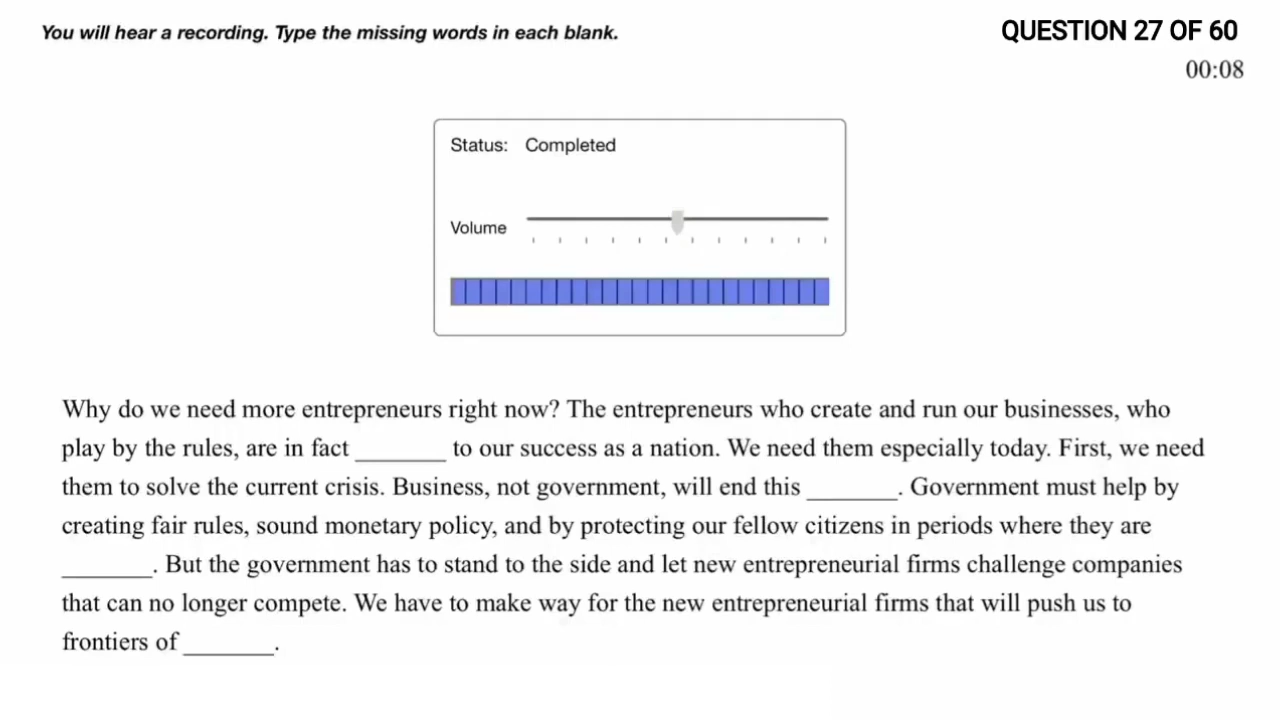 You will hear a recording. Type the missing words in each blank.
QUESTION 27 OF 60
00:08
Status: Completed
Volume
Why do we need more entrepreneurs right now? The entrepreneurs who create and run our businesses, who
play by the rules, are in fact ________ to our success as a nation. We need them especially today. First, we need
them to solve the current crisis. Business, not government, will end this ________. Government must help by
creating fair rules, sound monetary policy, and by protecting our fellow citizens in periods where they are
________. But the government has to stand to the side and let new entrepreneurial firms challenge companies
that can no longer compete. We have to make way for the new entrepreneurial firms that will push us to
frontiers of ________.